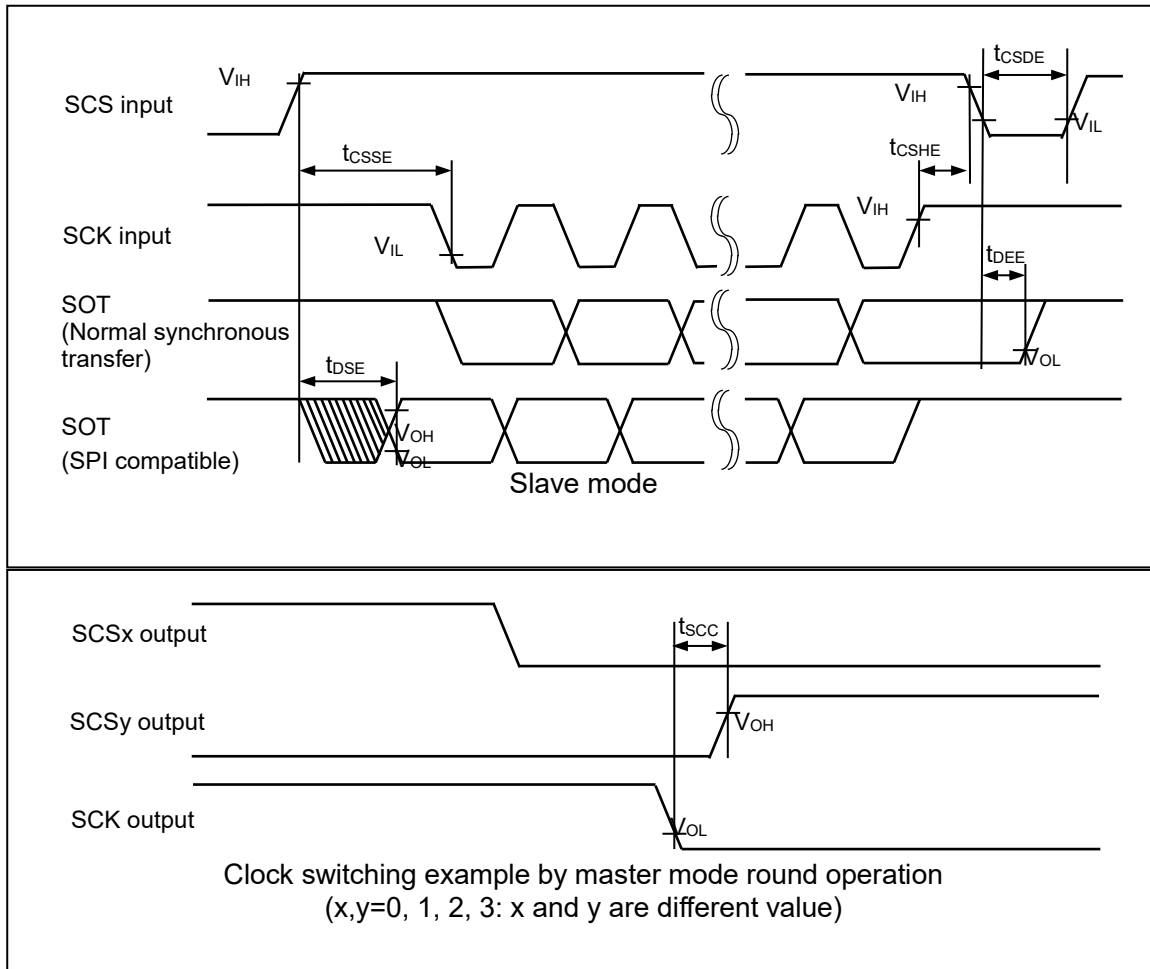 tCSDE
VIH
SCS input
VIH
VIL
tCSSE
tCSHE
SCK input
VIH
VIL
tDEE
SOT
(Normal synchronous
transfer)
VOL
tDSE
SOT
(SPI compatible)
VOH
VOL
Slave mode
SCSx output
tSCC
SCSy output
VOH
SCK output
VOL
Clock switching example by master mode round operation
(x,y=0, 1, 2, 3: x and y are different value)